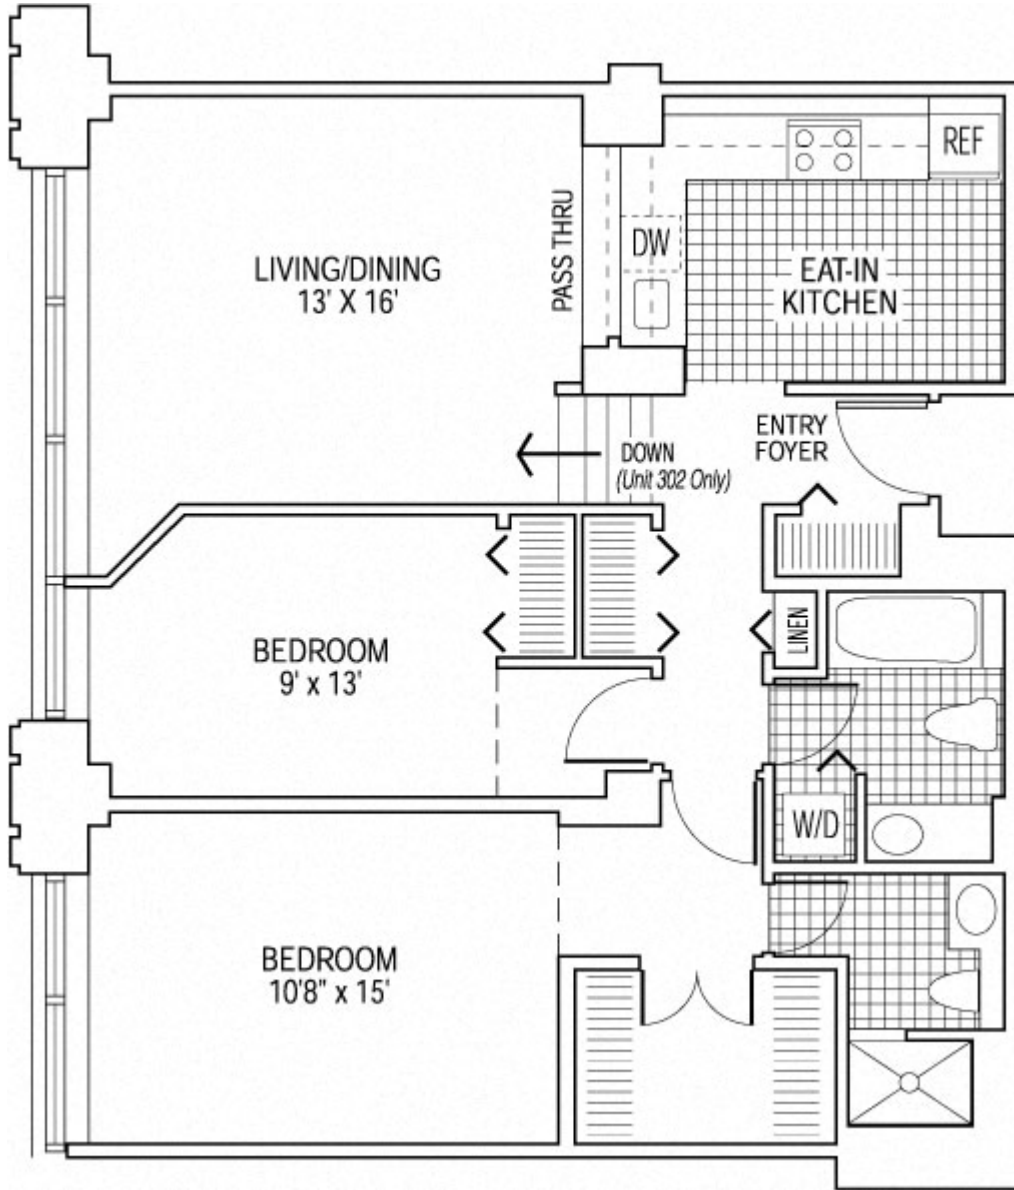 REF
PASS THRU
DW
LIVING/DINING
13' X 16'
EAT-IN
KITCHEN
ENTRY
FOYER
DOWN
(Unit 302 Only)
LINEN
BEDROOM
9' x 13'
W/D
BEDROOM
10'8" x 15'